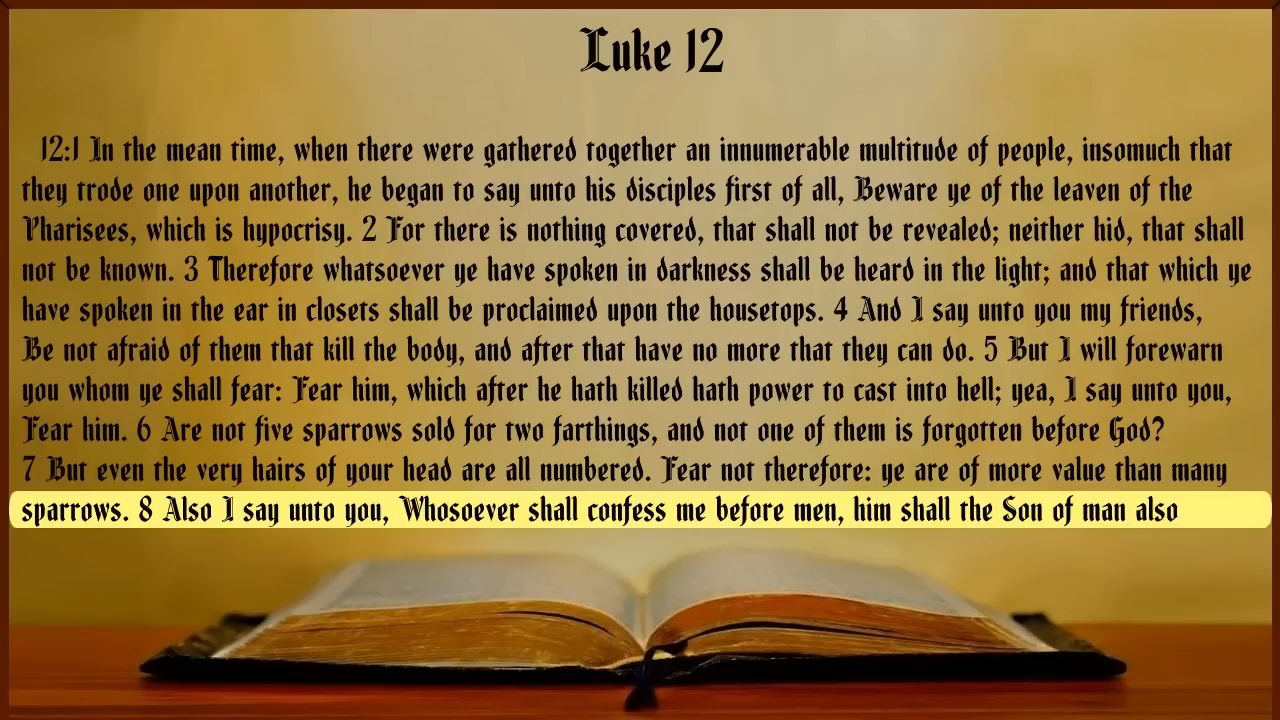 Luke 12
12:1 In the mean time, when there were gathered together an innumerable multitude of people, insomuch that
they trode one upon another, he began to say unto his disciples first of all, Beware ye of the leaven of the
Pharisees, which is hypocrisy. 2 For there is nothing covered, that shall not be revealed; neither hid, that shall
not be known. 3 Therefore whatsoever ye have spoken in darkness shall be heard in the light; and that which ye
have spoken in the ear in closets shall be proclaimed upon the housetops. 4 And I say unto you my friends,
Be not afraid of them that kill the body, and after that have no more that they can do. 5 But I will forewarn
you whom ye shall fear: Fear him, which after he hath killed hath power to cast into hell; yea, I say unto you,
Fear him. 6 Are not five sparrows sold for two farthings, and not one of them is forgotten before God?
7 But even the very hairs of your head are all numbered. Fear not therefore: ye are of more value than many
sparrows. 8 Also I say unto you, Whosoever shall confess me before men, him shall the Son of man also